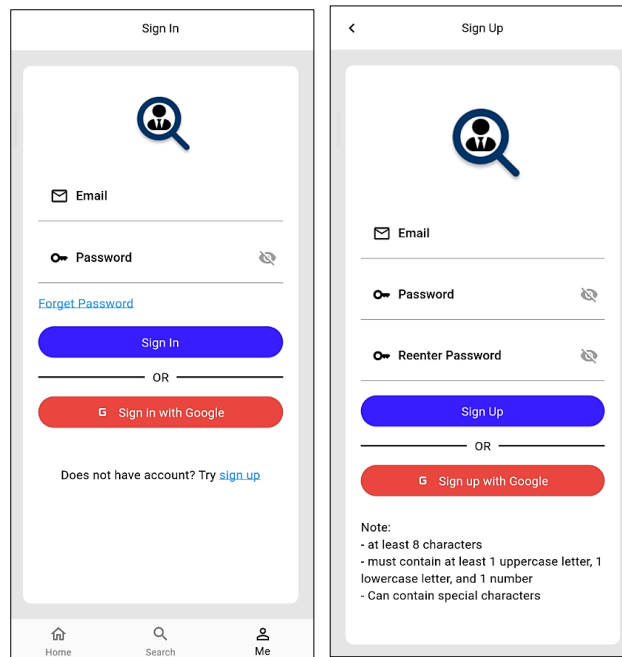 Sign In
Email
Password
Forget Password
Sign In
OR
G Sign in with Google
Does not have account? Try sign up
Home
Search
Me
Sign Up
Email
Password
Reenter Password
Sign Up
OR
G Sign up with Google
Note:
- at least 8 characters
- must contain at least 1 uppercase letter, 1
lowercase letter, and 1 number
- Can contain special characters